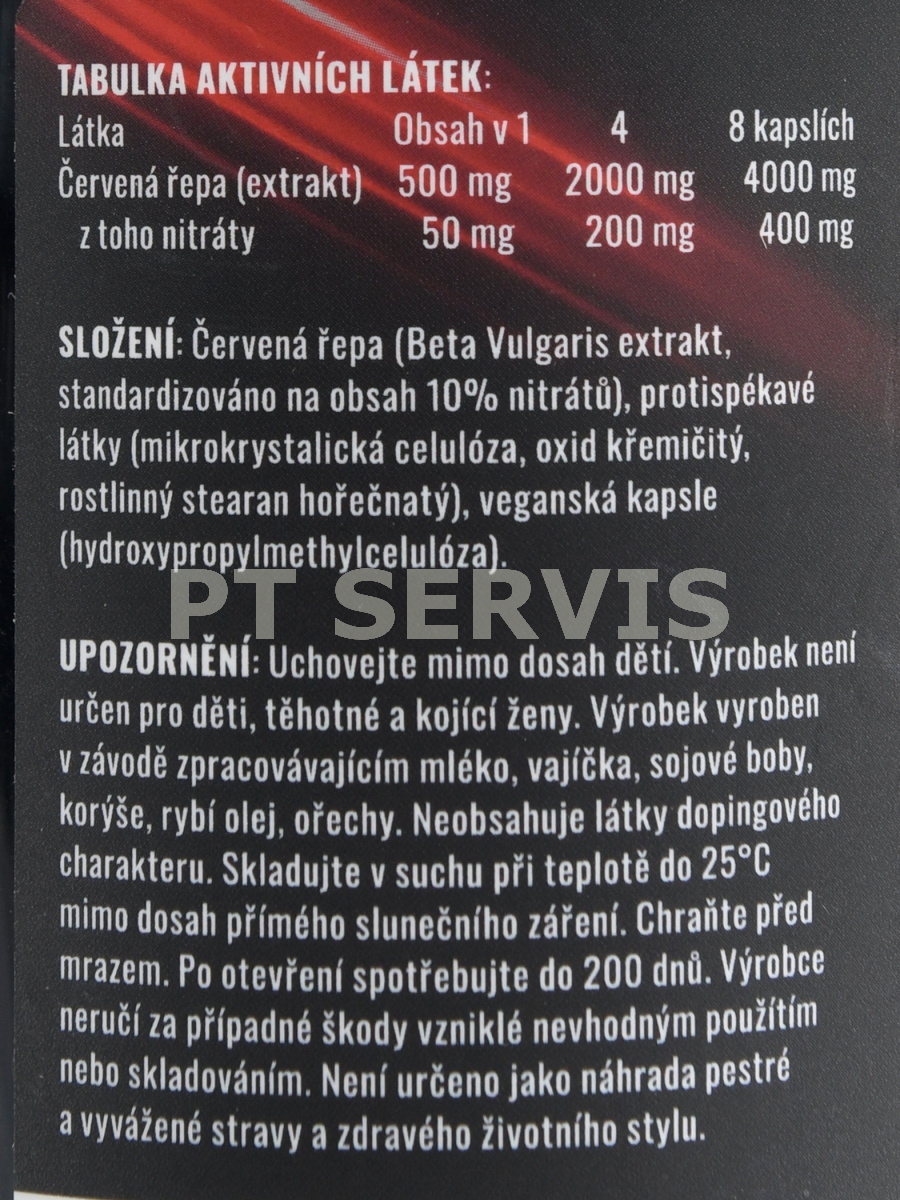 TABULKA AKTIVNÍCH LÁTEK:
Látka Obsah v 1 4 8 kapslích
Červená řepa (extrakt) 500 mg 2000 mg 4000 mg
z toho nitráty 50 mg 200 mg 400 mg
SLOŽENÍ: Červená řepa (Beta Vulgaris extrakt,
standardizováno na obsah 10% nitrátů), protispékavé
látky (mikrokrystalická celulóza, oxid křemičitý,
rostlinný stearan hořečnatý), veganská kapsle
(hydroxypropylmethylcelulóza).
PT SERVIS
UPOZORNĚNÍ: Uchovejte mimo dosah dětí. Výrobek není
určen pro děti, těhotné a kojící ženy. Výrobek vyroben
v závodě zpracovávajícím mléko, vajíčka, sojové boby,
korýše, rybí olej, ořechy. Neobsahuje látky dopingového
charakteru. Skladujte v suchu při teplotě do 25°C
mimo dosah přímého slunečního záření. Chraňte před
mrazem. Po otevření spotřebujte do 200 dnů. Výrobce
neručí za případné škody vzniklé nevhodným použítím
nebo skladováním. Není určeno jako náhrada pestré
a vyvážené stravy a zdravého životního stylu.